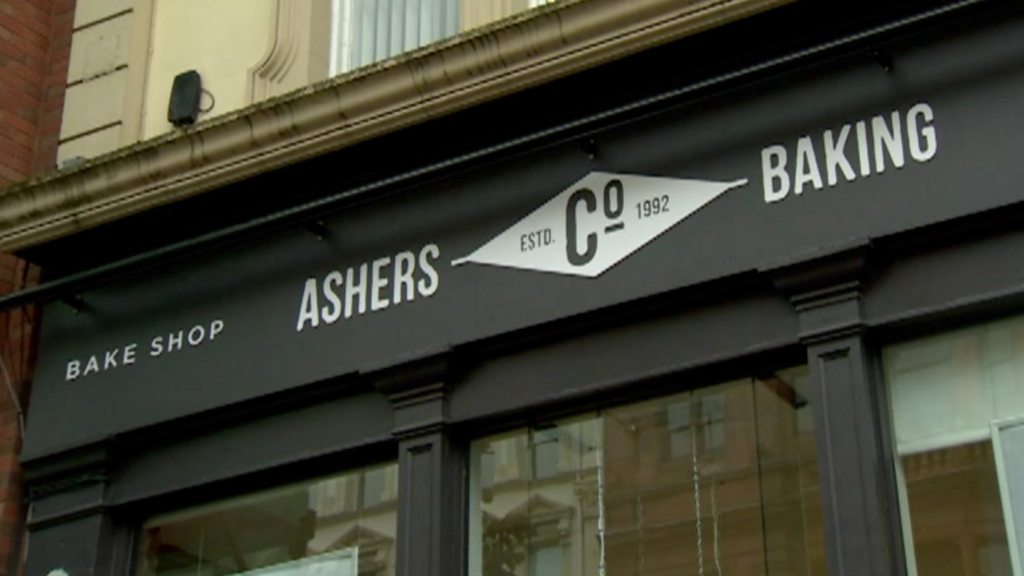 BAKE SHOP
ASHERS
ESTD. Cº 1992
BAKING